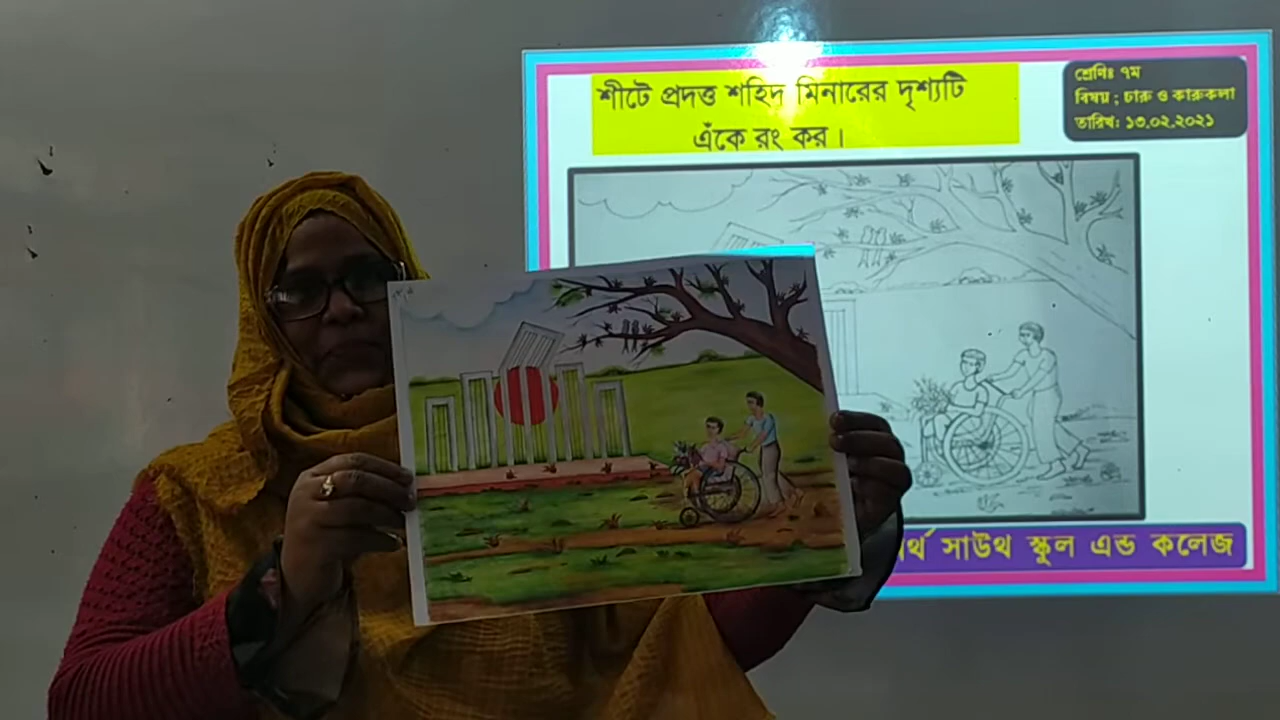 শীটে প্রদত্ত শহিদ মিনারের দৃশ্যটি
এঁকে রং কর।
শ্রেণিঃ ৭ম
বিষয় ; চারু ও কারুকলা
তারিখ: ১৩.০২.২০২১
সাউথ স্কুল এন্ড কলেজ